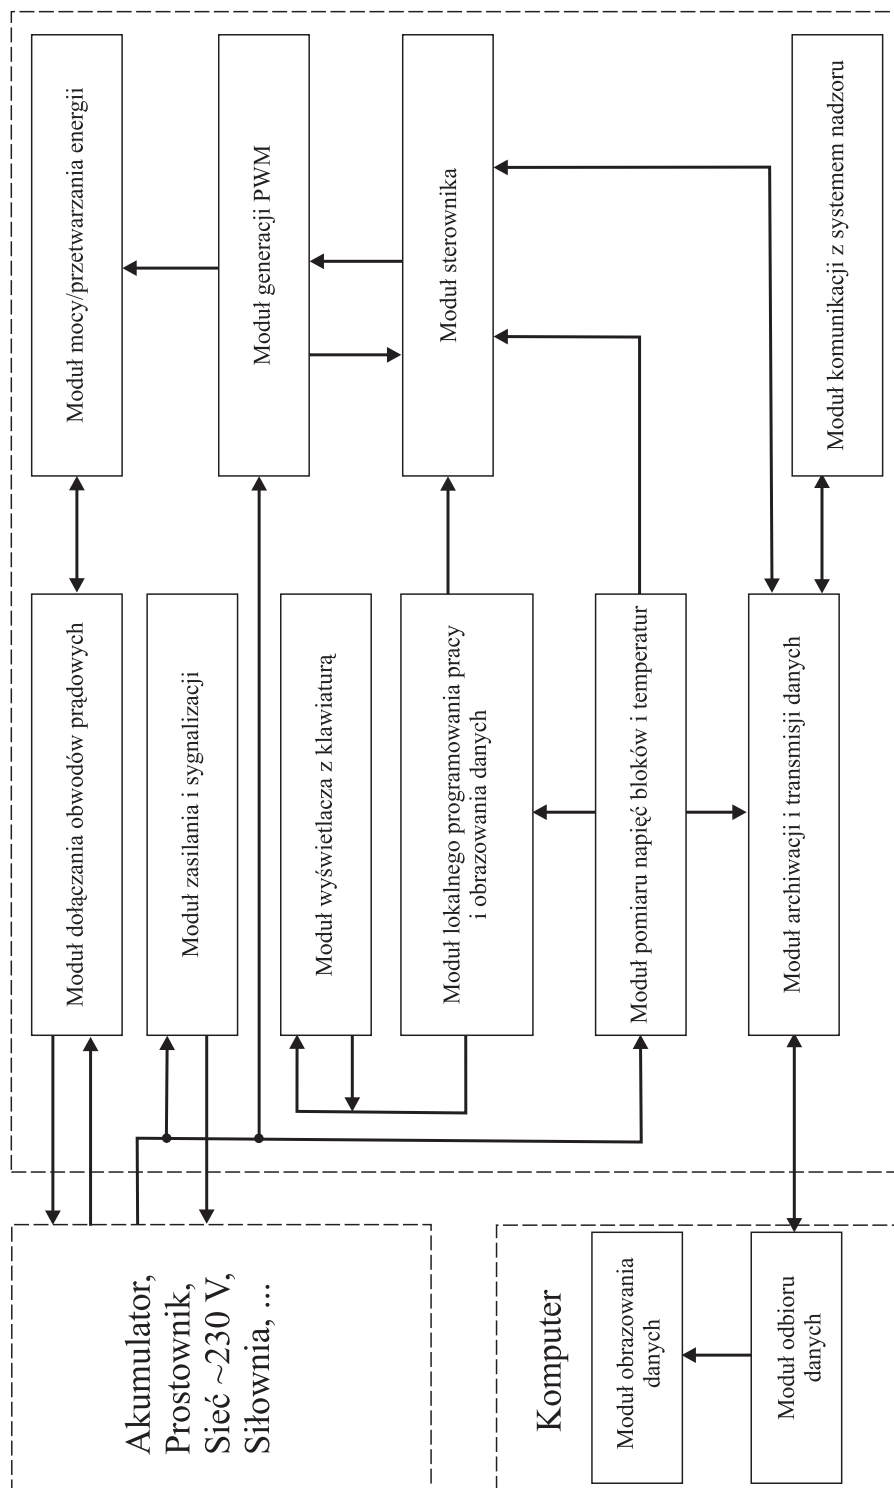 Akumulator,
Prostownik,
Sieć ~230 V,
Siłownia, ...
Moduł dołączania obwodów prądowych
Moduł mocy/przetwarzania energii
Moduł zasilania i sygnalizacji
Moduł generacji PWM
Moduł wyświetlacza z klawiaturą
Moduł lokalnego programowania pracy
i obrazowania danych
Moduł sterownika
Komputer
Moduł obrazowania
danych
Moduł pomiaru napięć bloków i temperatur
Moduł odbioru
danych
Moduł archiwacji i transmisji danych
Moduł komunikacji z systemem nadzoru